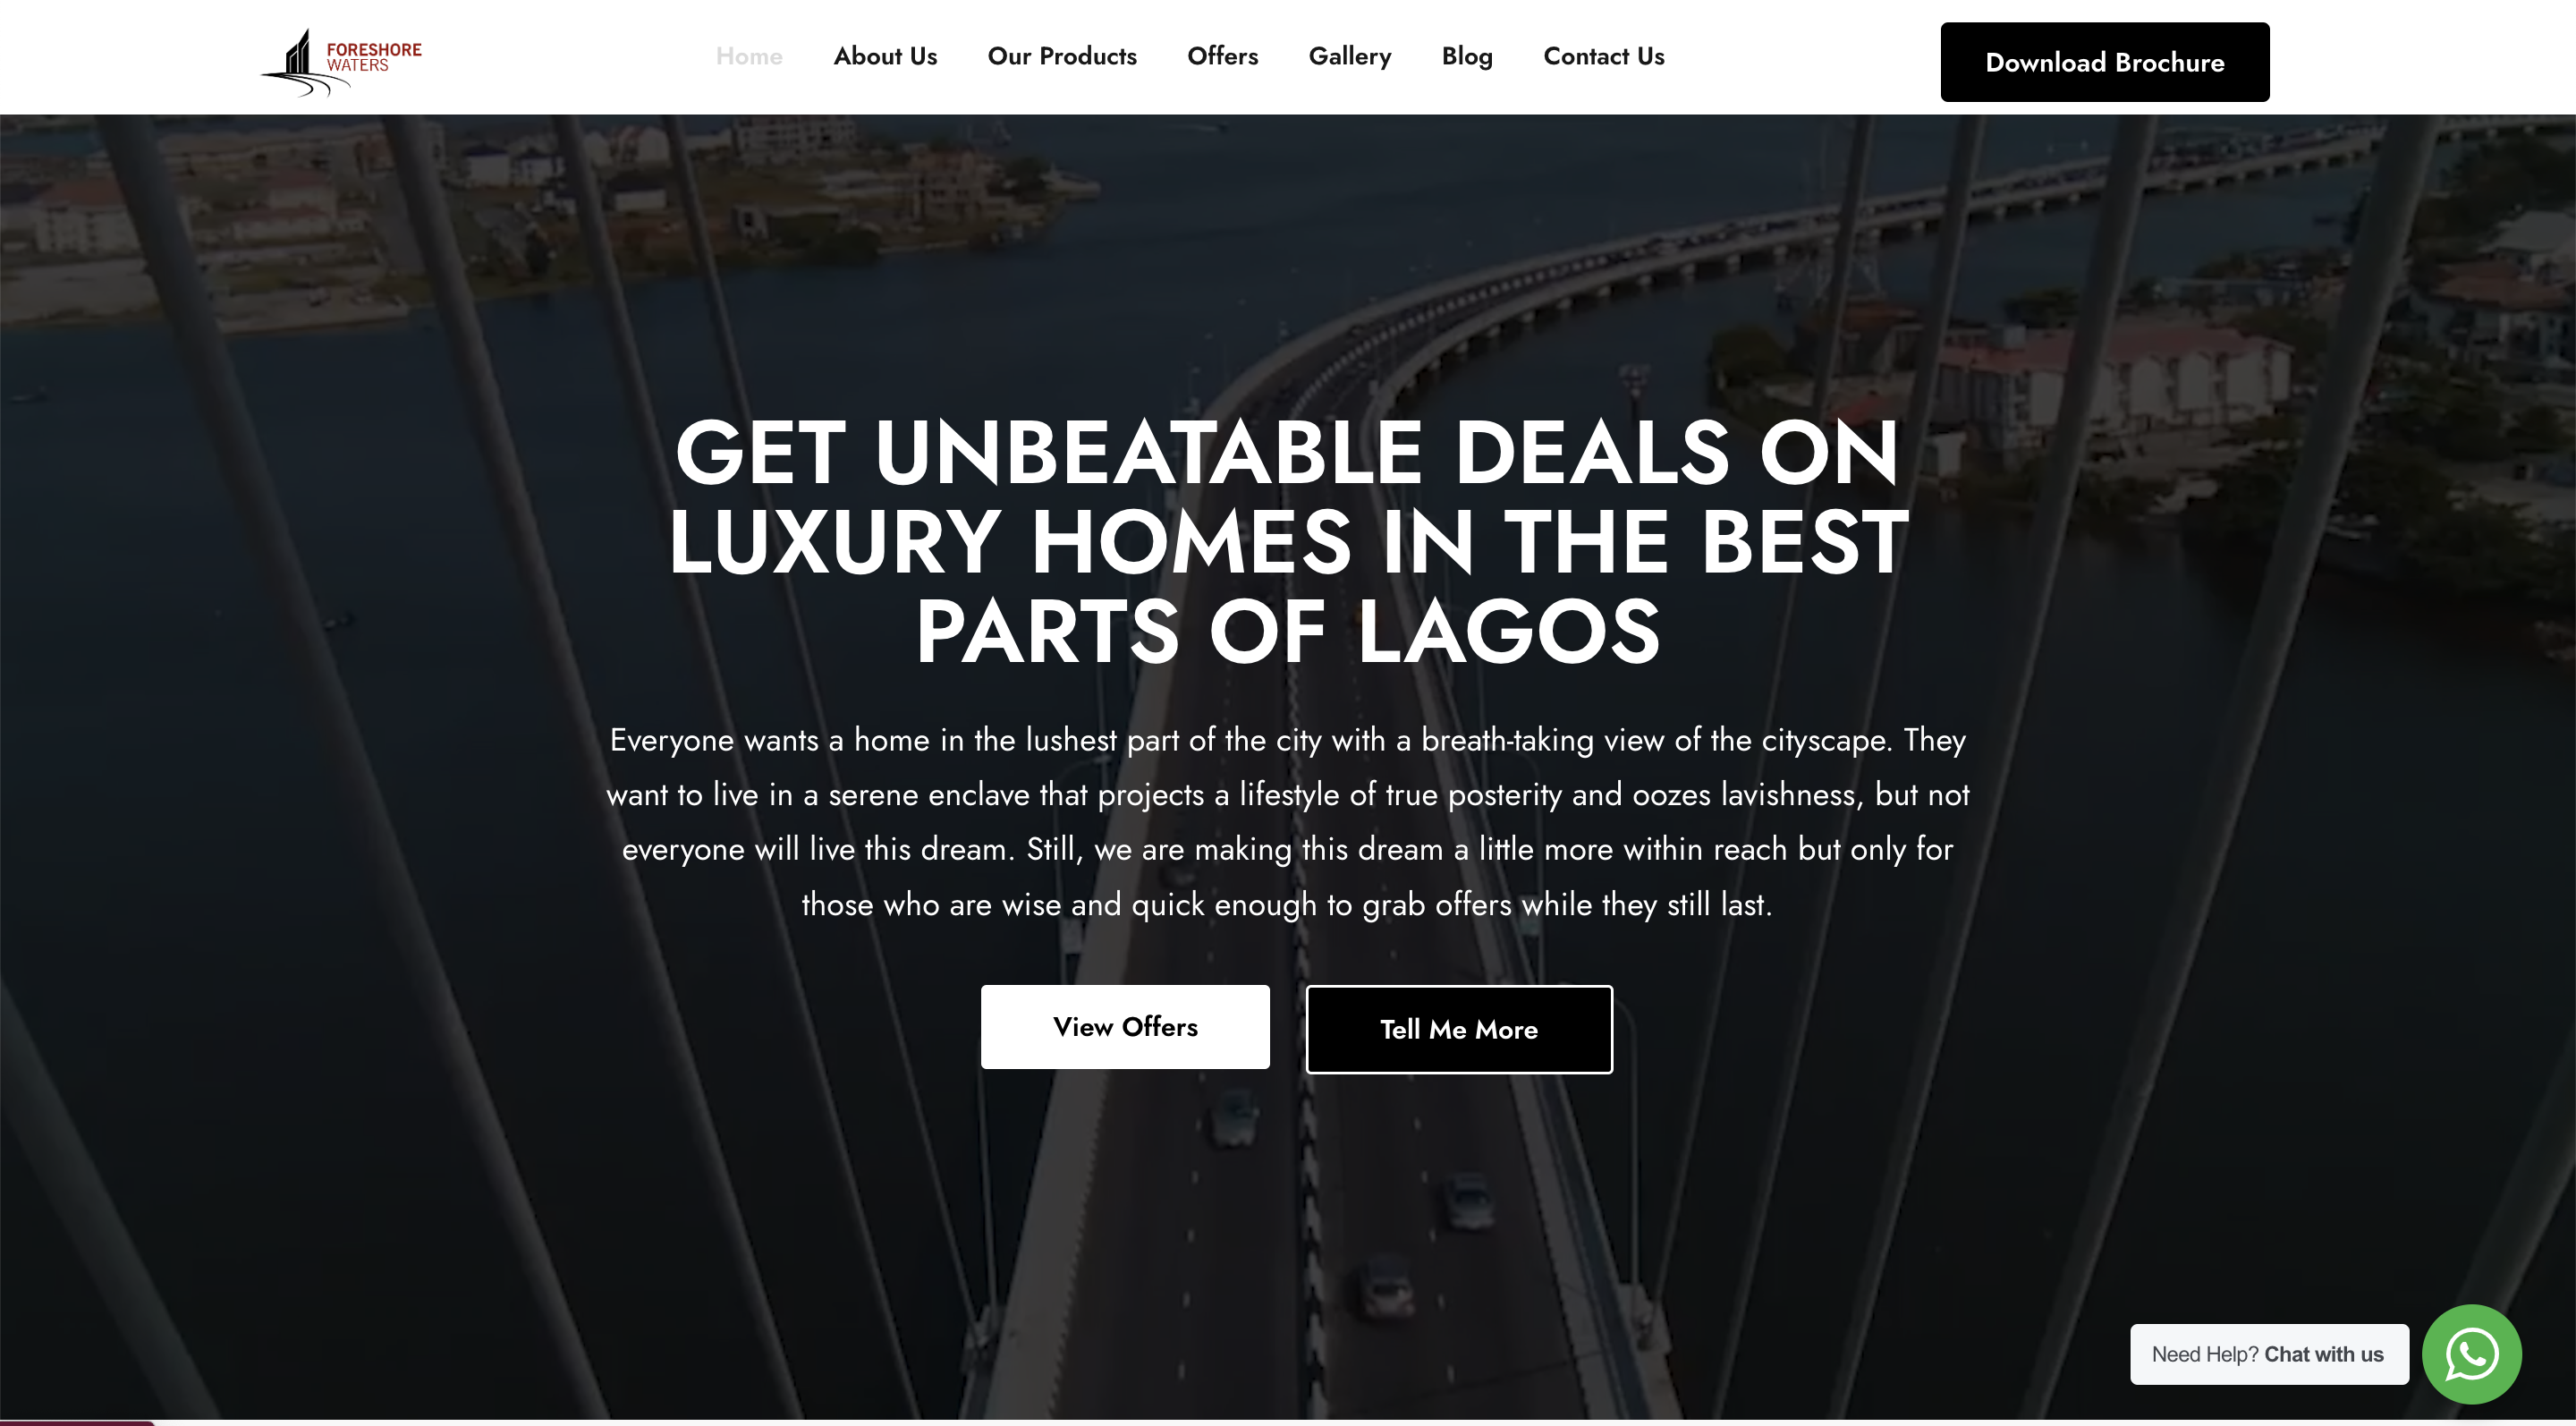 FORESHORE
WATERS
Home
About Us
Our Products
Offers
Gallery
Blog
Contact Us
Download Brochure
GET UNBEATABLE DEALS ON
LUXURY HOMES IN THE BEST
PARTS OF LAGOS
Everyone wants a home in the lushest part of the city with a breath-taking view of the cityscape. They
want to live in a serene enclave that projects a lifestyle of true posterity and oozes lavishness, but not
everyone will live this dream. Still, we are making this dream a little more within reach but only for
those who are wise and quick enough to grab offers while they still last.
View Offers
Tell Me More
Need Help? Chat with us